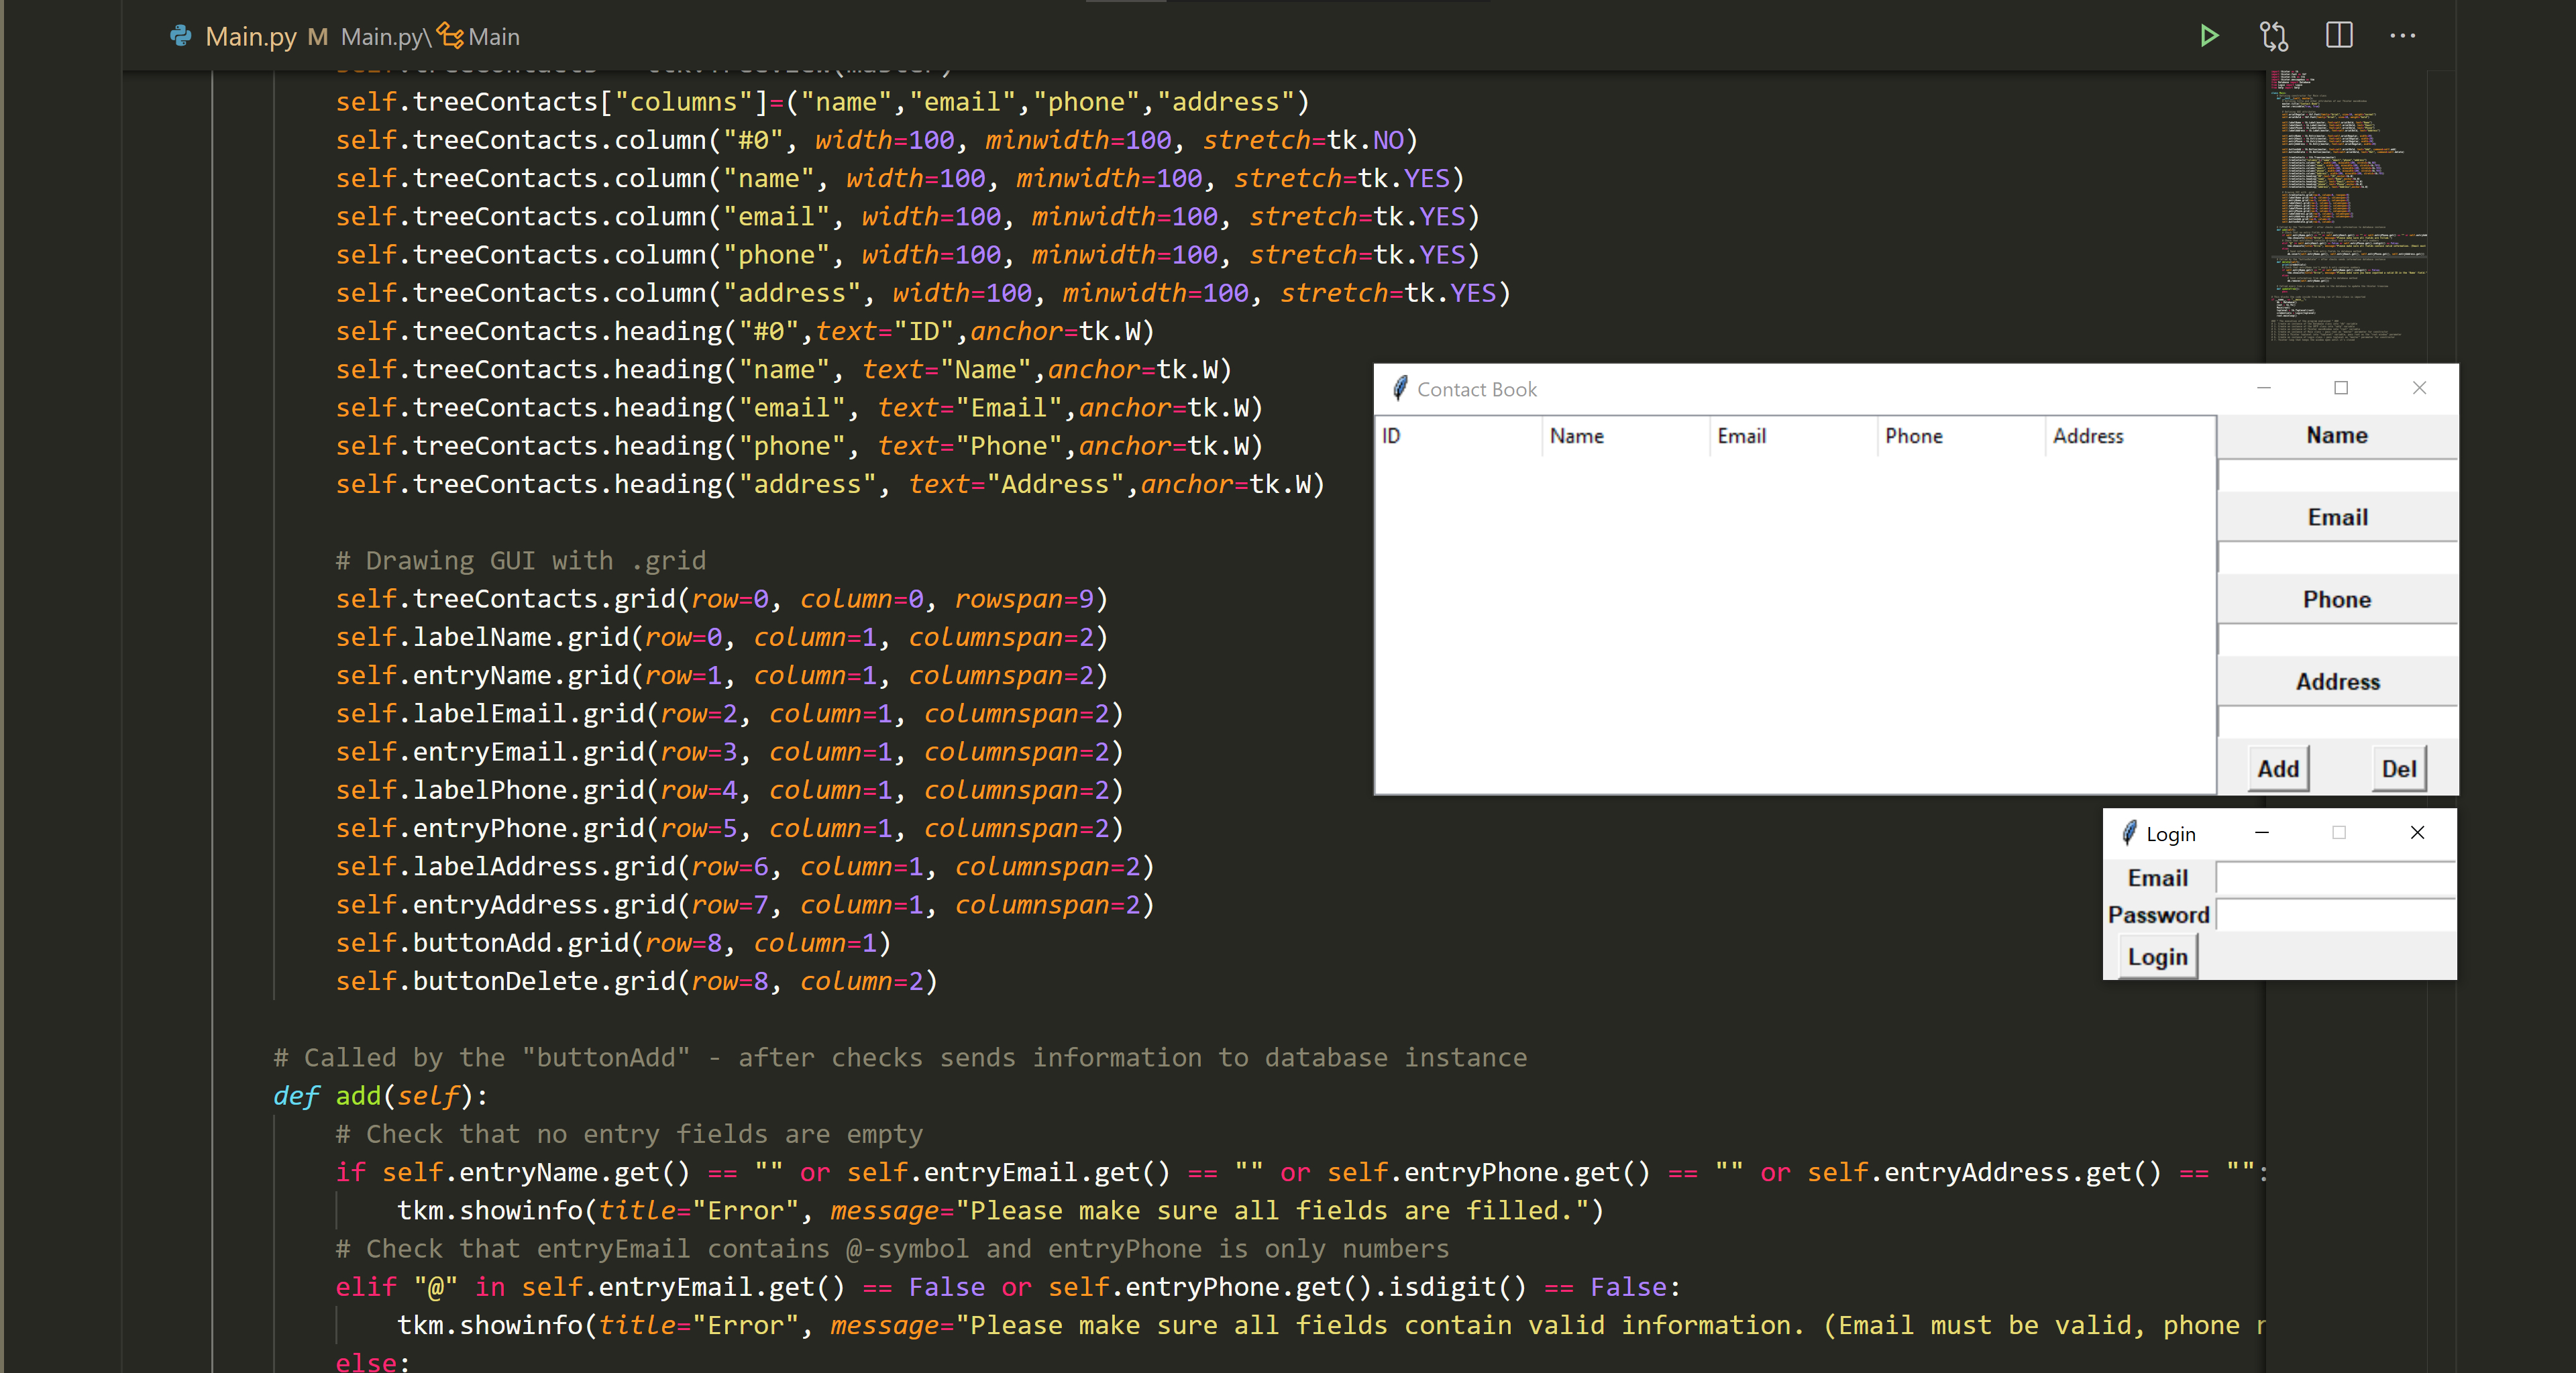 Main.py M Main.py\ Main
self.treeContacts["columns"]=("name","email","phone","address")
self.treeContacts.column("#0", width=100, minwidth=100, stretch=tk.NO)
self.treeContacts.column("name", width=100, minwidth=100, stretch=tk.YES)
self.treeContacts.column("email", width=100, minwidth=100, stretch=tk.YES)
self.treeContacts.column("phone", width=100, minwidth=100, stretch=tk.YES)
self.treeContacts.column("address", width=100, minwidth=100, stretch=tk.YES)
self.treeContacts.heading("#0",text="ID",anchor=tk.W)
self.treeContacts.heading("name", text="Name",anchor=tk.W)
self.treeContacts.heading("email", text="Email",anchor=tk.W)
self.treeContacts.heading("phone", text="Phone",anchor=tk.W)
self.treeContacts.heading("address", text="Address",anchor=tk.W)
# Drawing GUI with .grid
self.treeContacts.grid(row=0, column=0, rowspan=9)
self.labelName.grid(row=0, column=1, columnspan=2)
self.entryName.grid(row=1, column=1, columnspan=2)
self.labelEmail.grid(row=2, column=1, columnspan=2)
self.entryEmail.grid(row=3, column=1, columnspan=2)
self.labelPhone.grid(row=4, column=1, columnspan=2)
self.entryPhone.grid(row=5, column=1, columnspan=2)
self.labelAddress.grid(row=6, column=1, columnspan=2)
self.entryAddress.grid(row=7, column=1, columnspan=2)
self.buttonAdd.grid(row=8, column=1)
self.buttonDelete.grid(row=8, column=2)
# Called by the "buttonAdd" - after checks sends information to database instance
def add(self):
# Check that no entry fields are empty
if self.entryName.get() == "" or self.entryEmail.get() == "" or self.entryPhone.get() == "" or self.entryAddress.get() == "":
tkm.showinfo(title="Error", message="Please make sure all fields are filled.")
# Check that entryEmail contains @-symbol and entryPhone is only numbers
elif "@" in self.entryEmail.get() == False or self.entryPhone.get().isdigit() == False:
tkm.showinfo(title="Error", message="Please make sure all fields contain valid information. (Email must be valid, phone
else:
Contact Book
ID Name Email Phone Address
Name
Email
Phone
Address
Add Del
Login
Email
Password
Login